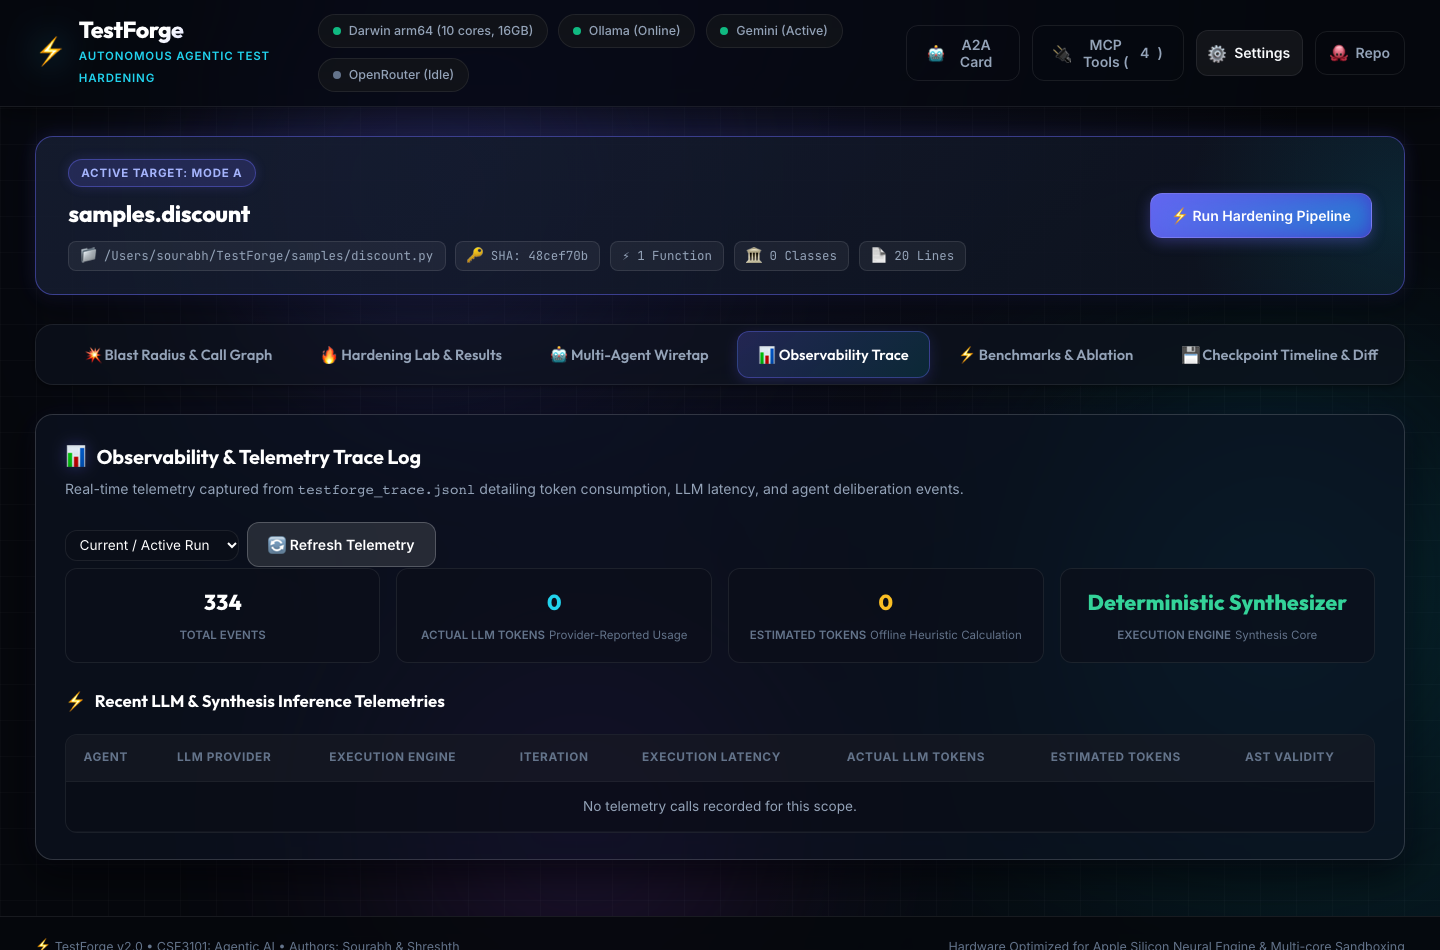 TestForge
AUTONOMOUS AGENTIC TEST
HARDENING
Darwin arm64 (10 cores, 16GB)
Ollama (Online)
Gemini (Active)
OpenRouter (Idle)
A2A
Card
MCP
Tools ( 4 )
Settings
Repo
ACTIVE TARGET: MODE A
samples.discount
/Users/sourabh/TestForge/samples/discount.py
SHA: 48cef70b
⚡ 1 Function
0 Classes
20 Lines
Run Hardening Pipeline
Blast Radius & Call Graph
Hardening Lab & Results
Multi-Agent Wiretap
Observability Trace
Benchmarks & Ablation
Checkpoint Timeline & Diff
Observability & Telemetry Trace Log
Real-time telemetry captured from testforge_trace.jsonl detailing token consumption, LLM latency, and agent deliberation events.
Current / Active Run
Refresh Telemetry
334
TOTAL EVENTS
0
ACTUAL LLM TOKENS Provider-Reported Usage
0
ESTIMATED TOKENS Offline Heuristic Calculation
Deterministic Synthesizer
EXECUTION ENGINE Synthesis Core
Recent LLM & Synthesis Inference Telemetries
AGENT LLM PROVIDER EXECUTION ENGINE ITERATION EXECUTION LATENCY ACTUAL LLM TOKENS ESTIMATED TOKENS AST VALIDITY
No telemetry calls recorded for this scope.
TestForge v2.0 • CSE3101: Agentic AI • Authors: Sourabh & Shreshth
Hardware Optimized for Apple Silicon Neural Engine & Multi-core Sandboxing